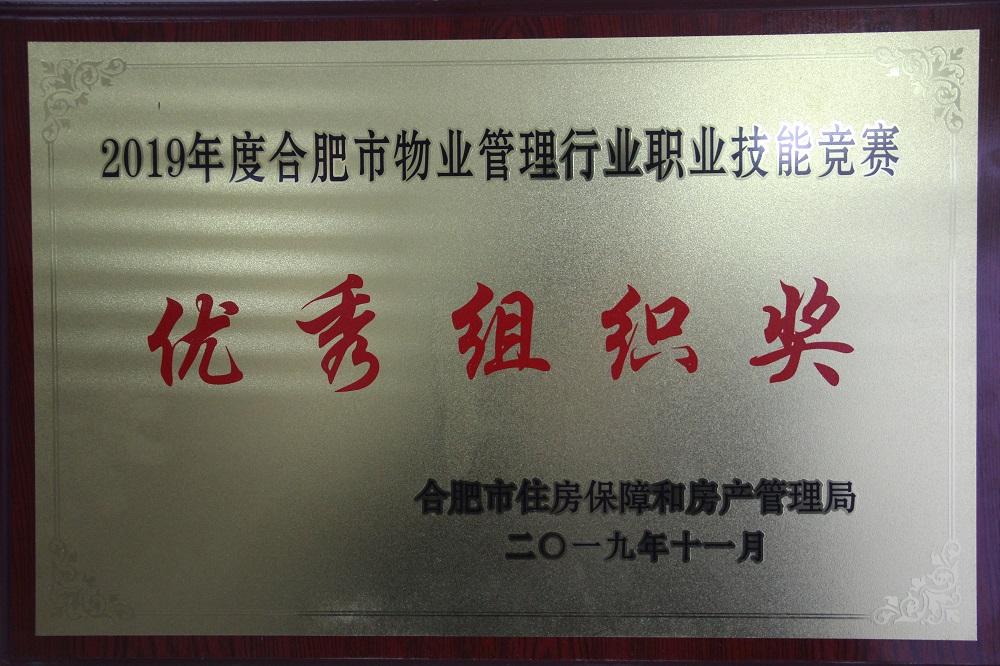 2019年度合肥市物业管理行业职业技能竞赛
优秀组织奖
合肥市住房保障和房产管理局
二〇一九年十一月